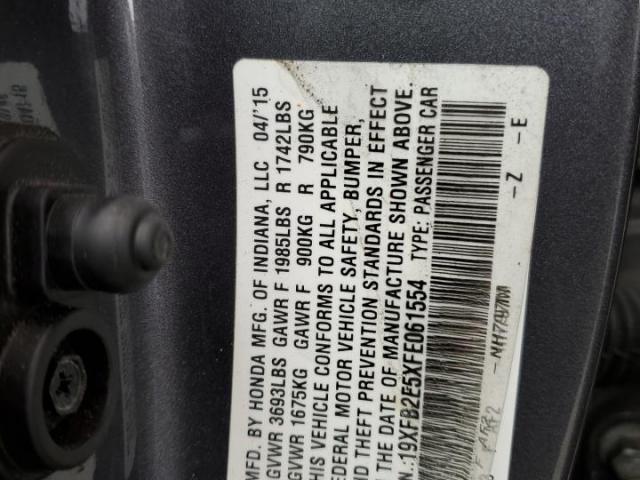 MFD. BY HONDA MFG. OF INDIANA, LLC 04/'15
GVWR 3693LBS GAWR F 1985LBS R 1742LBS
GVWR 1675KG GAWR F 900KG R 790KG
THIS VEHICLE CONFORMS TO ALL APPLICABLE
FEDERAL MOTOR VEHICLE SAFETY, BUMPER,
AND THEFT PREVENTION STANDARDS IN EFFECT
THE DATE OF MANUFACTURE SHOWN ABOVE.
N.:19XFB2F5XFE061554 TYPE: PASSENGER CAR
-Z -E